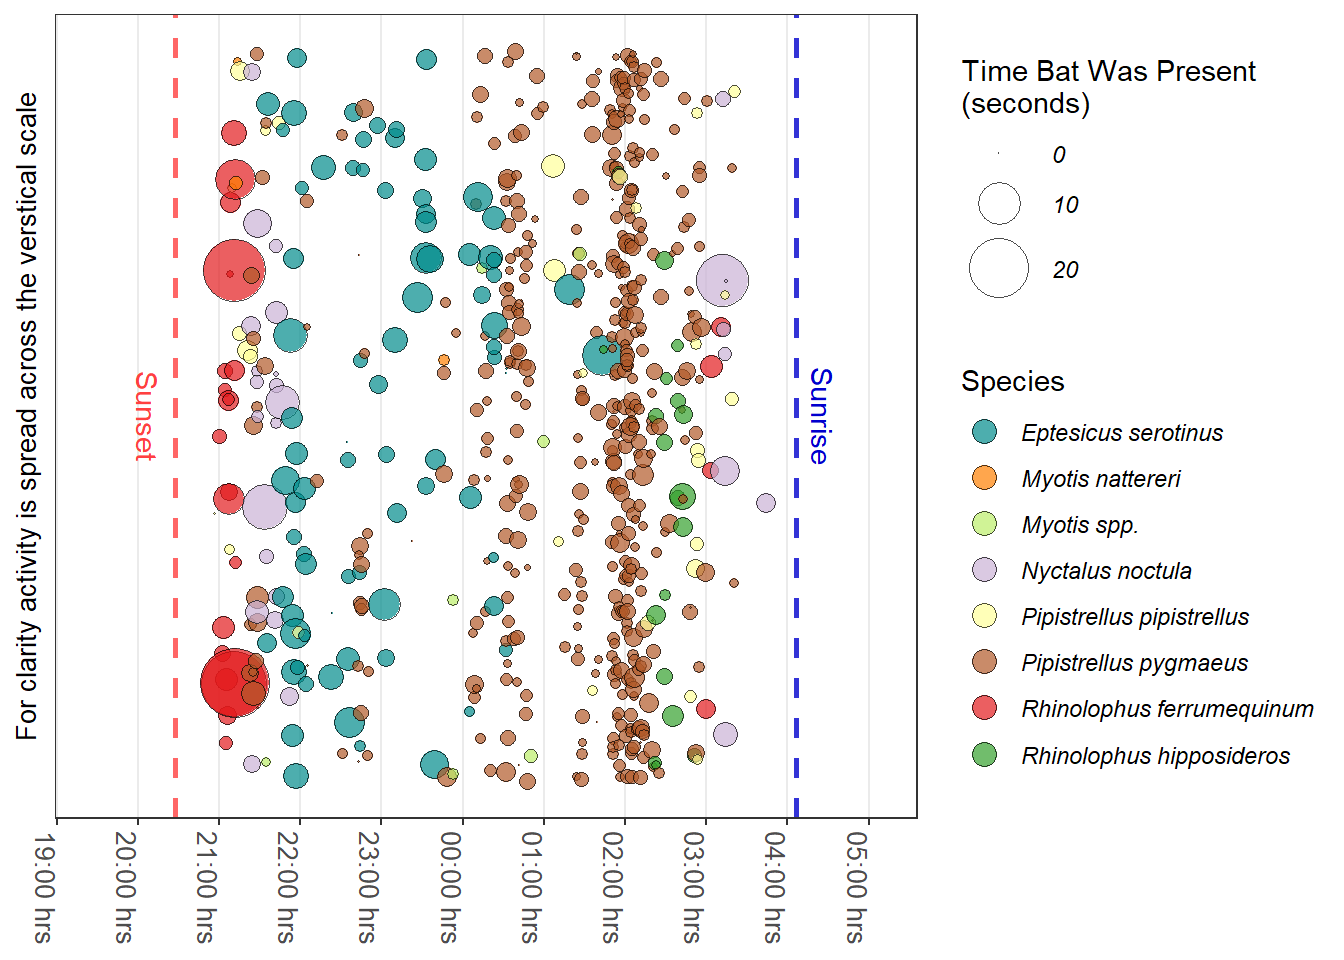 For clarity activity is spread across the verstical scale
Sunset
Sunrise
19:00 hrs
20:00 hrs
21:00 hrs
22:00 hrs
23:00 hrs
00:00 hrs
01:00 hrs
02:00 hrs
03:00 hrs
04:00 hrs
05:00 hrs
Time Bat Was Present
(seconds)
0
10
20
Species
Eptesicus serotinus
Myotis nattereri
Myotis spp.
Nyctalus noctula
Pipistrellus pipistrellus
Pipistrellus pygmaeus
Rhinolophus ferrumequinum
Rhinolophus hipposideros